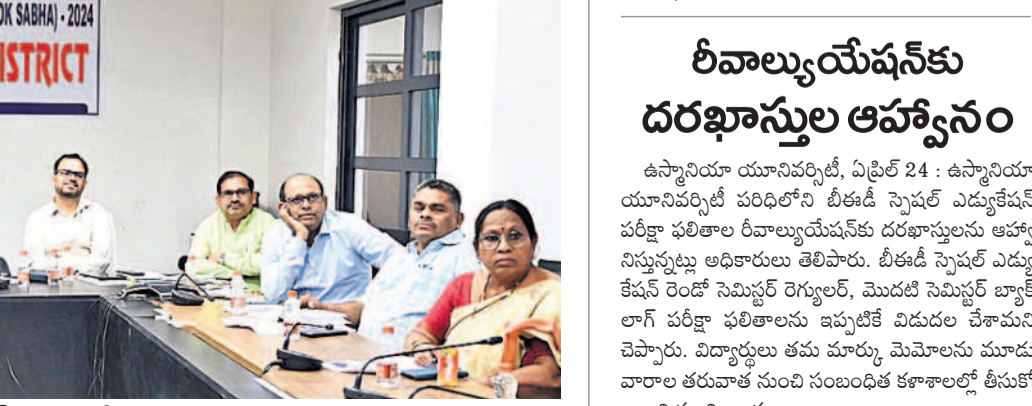 OK SABHA) - 2024
ISTRICT
రీవాల్యుయేషన్‌కు
దరఖాస్తుల ఆహ్వానం
ఉస్మానియా యూనివర్సిటీ, ఏప్రిల్ 24 : ఉస్మానియా
యూనివర్సిటీ పరిధిలోని బీఈడీ స్పెషల్ ఎడ్యుకేషన్
పరీక్షా ఫలితాల రీవాల్యుయేషన్‌కు దరఖాస్తులను ఆహ్వా
నిస్తున్నట్లు అధికారులు తెలిపారు. బీఈడీ స్పెషల్ ఎడ్యు
కేషన్ రెండో సెమిస్టర్ రెగ్యులర్, మొదటి సెమిస్టర్ బ్యాక్
లాగ్ పరీక్షా ఫలితాలను ఇప్పటికే విడుదల చేశామని
చెప్పారు. విద్యార్థులు తమ మార్కు మెమోలను మూడు
వారాల తరువాత నుంచి సంబంధిత కళాశాలల్లో తీసుకో